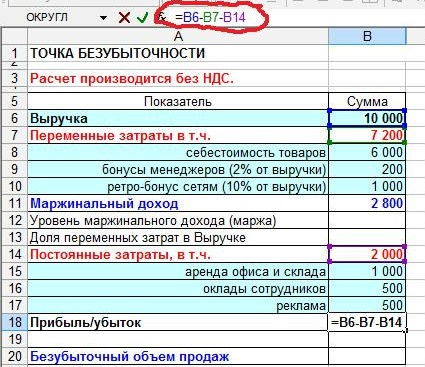 ОКРУГЛ =B6-B7-B14
A B
1 ТОЧКА БЕЗУБЫТОЧНОСТИ
2
3 Расчет производится без НДС.
5 Показатель Сумма
6 Выручка 10 000
7 Переменные затраты в т.ч. 7 200
8 себестоимость товаров 6 000
9 бонусы менеджеров (2% от выручки) 200
10 ретро-бонус сетям (10% от выручки) 1 000
11 Маржинальный доход 2 800
12 Уровень маржинального дохода (маржа)
13 Доля переменных затрат в Выручке
14 Постоянные затраты, в т.ч. 2 000
15 аренда офиса и склада 1 000
16 оклады сотрудников 500
17 реклама 500
18 Прибыль/убыток =B6-B7-B14
19
20 Безубыточный объем продаж